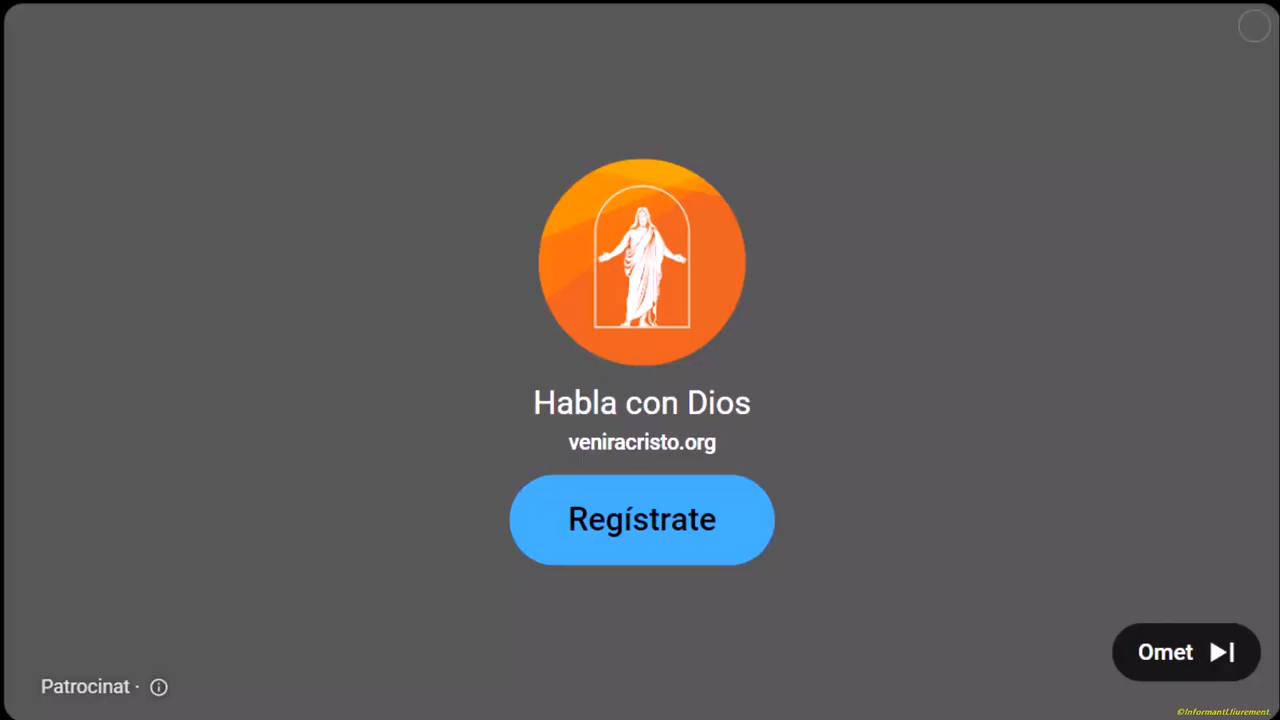 Habla con Dios
veniracristo.org
Regístrate
Omet
Patrocinat ·
©InformantLliurement